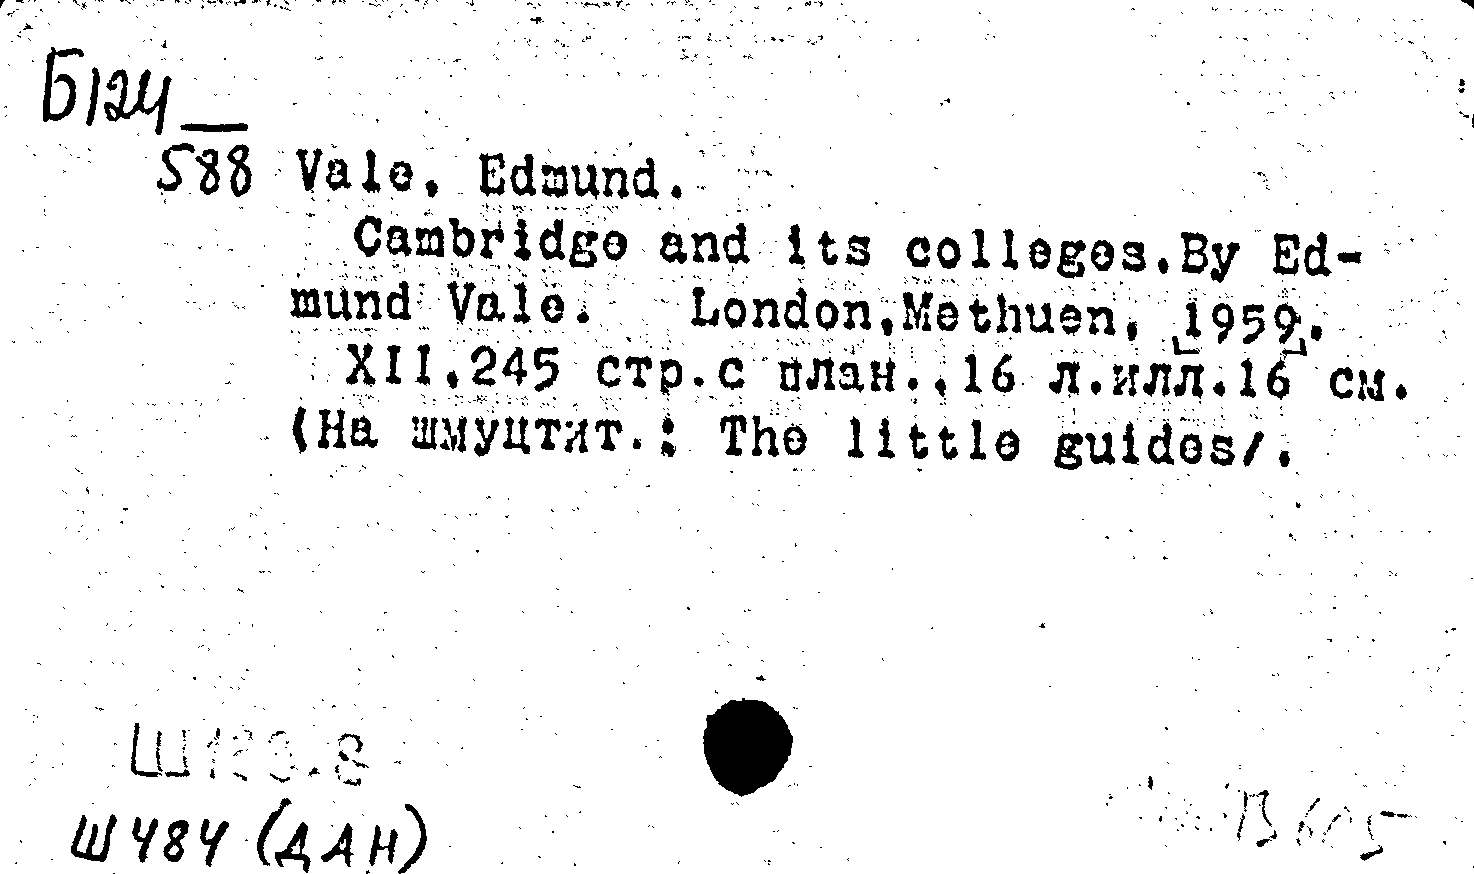 Б124
588 Vale, Edmund.
Cambridge and its colleges.By Ed-
mund Vale. London,Methuen, [1959].
XII,245 стр.с план.,16 л.илл.16 см.
(На шмуцтит.: The little guides/.
Ш484 (ДАН)